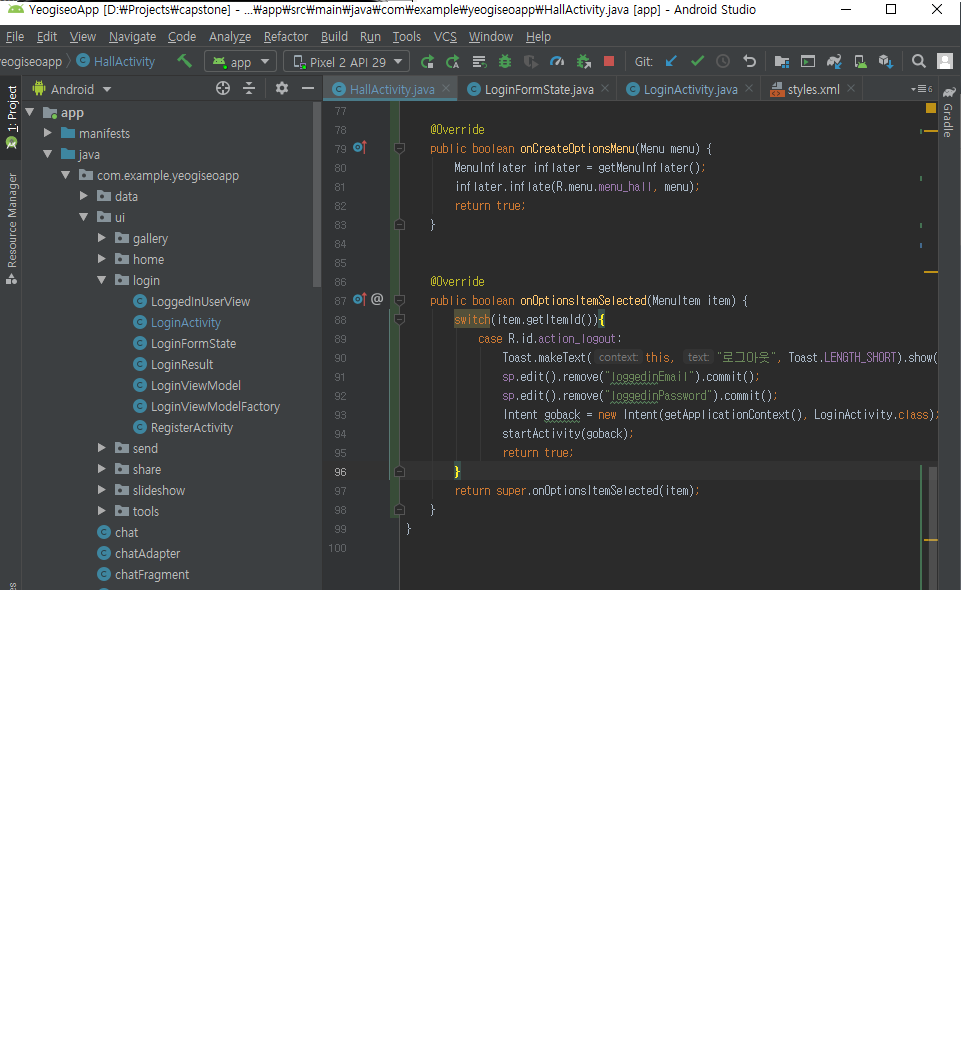 YeogiseoApp [D:₩Projects₩capstone] - ...₩app₩src₩main₩java₩com₩example₩yeogiseoapp₩HallActivity.java [app] - Android Studio
File Edit View Navigate Code Analyze Refactor Build Run Tools VCS Window Help
yeogiseoapp HallActivity app Pixel 2 API 29 Git:
1: Project
Resource Manager
Android
app
manifests
java
com.example.yeogiseoapp
data
ui
gallery
home
login
LoggedInUserView
LoginActivity
LoginFormState
LoginResult
LoginViewModel
LoginViewModelFactory
RegisterActivity
send
share
slideshow
tools
chat
chatAdapter
chatFragment
HallActivity.java LoginFormState.java LoginActivity.java styles.xml 6
Gradle
77
78 @Override
79 public boolean onCreateOptionsMenu(Menu menu) {
80 MenuInflater inflater = getMenuInflater();
81 inflater.inflate(R.menu.menu_hall, menu);
82 return true;
83 }
84
85
86 @Override
87 @ public boolean onOptionsItemSelected(MenuItem item) {
88 switch(item.getItemId()){
89 case R.id.action_logout:
90 Toast.makeText( context: this, text: "로그아웃", Toast.LENGTH_SHORT).show(
91 sp.edit().remove("loggedinEmail").commit();
92 sp.edit().remove("loggedinPassword").commit();
93 Intent goback = new Intent(getApplicationContext(), LoginActivity.class);
94 startActivity(goback);
95 return true;
96 }
97 return super.onOptionsItemSelected(item);
98 }
99 }
100